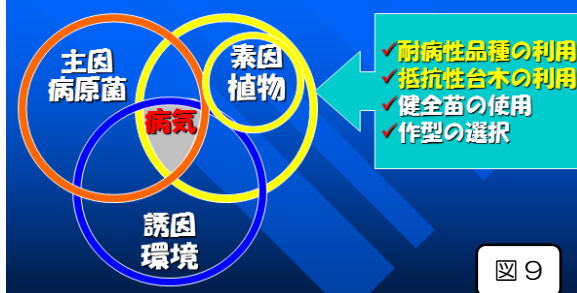 主因
病原菌
素因
植物
病気
誘因
環境
✓耐病性品種の利用
✓抵抗性台木の利用
✓健全苗の使用
✓作型の選択
図９